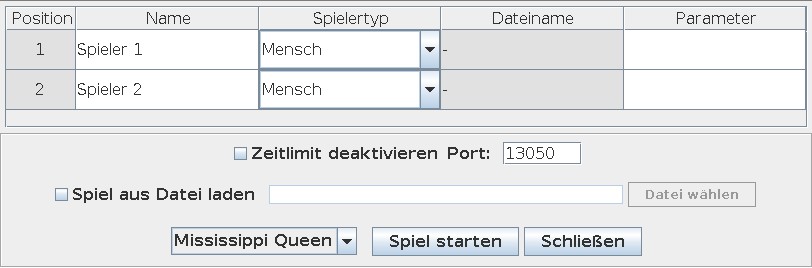 Position Name Spielertyp Dateiname Parameter
1 Spieler 1 Mensch - 
2 Spieler 2 Mensch - 
Zeitlimit deaktivieren Port: 13050
Spiel aus Datei laden Datei wählen
Mississippi Queen Spiel starten Schließen